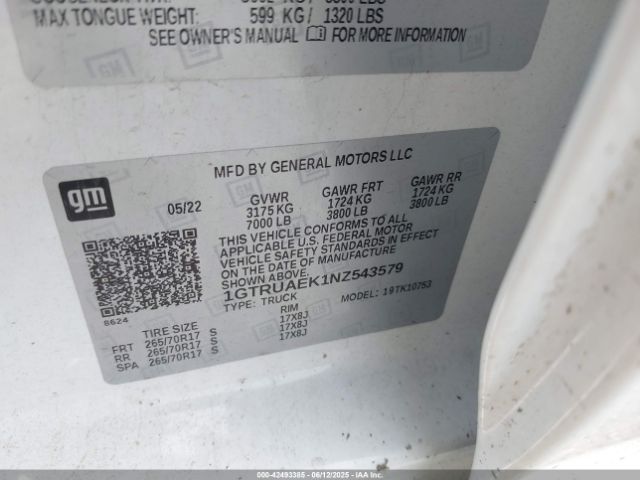 MAX TONGUE WEIGHT: 599 KG / 1320 LBS
SEE OWNER'S MANUAL FOR MORE INFORMATION
MFD BY GENERAL MOTORS LLC
gm
05/22
GVWR GAWR FRT GAWR RR
3175 KG 1724 KG 1724 KG
7000 LB 3800 LB 3800 LB
THIS VEHICLE CONFORMS TO ALL
APPLICABLE U.S. FEDERAL MOTOR
VEHICLE SAFETY STANDARDS IN EFFECT
ON THE DATE OF MANUFACTURE
SHOWN ABOVE.
1GTRUAEK1NZ543579
TYPE: TRUCK MODEL: 19TK10753
8624
TIRE SIZE RIM
FRT 265/70R17 S 17X8J
RR 265/70R17 S 17X8J
SPA 265/70R17 S 17X8J
000-42493385 - 06/12/2025 - IAAI.com